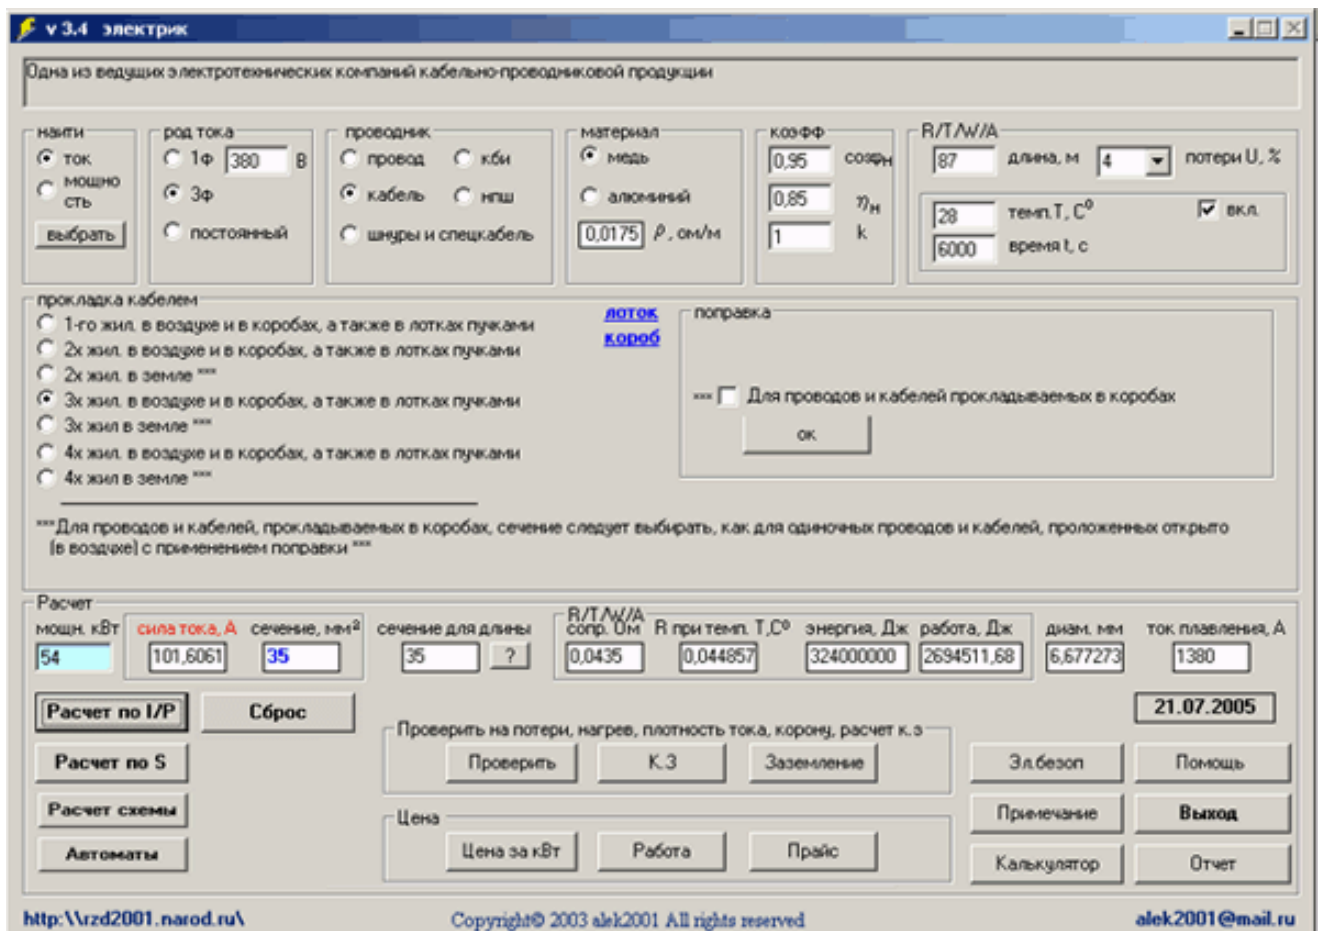 v 3.4 электрик
Одна из ведущих электротехнических компаний кабельно-проводниковой продукции
найти
ток
мощно
сть
выбрать
род тока
1ф 380 В
3ф
постоянный
проводник
провод кби
кабель нпш
шнуры и спецкабель
материал
медь
алюминий
0,0175 ρ, ом/м
коэфф
0,95 cosφн
0,85 ηн
1 k
R/T/W/A
87 длина, м 4 потери U, %
28 темп.T, C⁰ вкл.
6000 время t, с
прокладка кабелем
1-го жил. в воздухе и в коробах, а также в лотках пучками
2х жил. в воздухе и в коробах, а также в лотках пучками
2х жил. в земле ***
3х жил. в воздухе и в коробах, а также в лотках пучками
3х жил в земле ***
4х жил. в воздухе и в коробах, а также в лотках пучками
4х жил в земле ***
лоток
короб
поправка
*** Для проводов и кабелей прокладываемых в коробах
ок
***Для проводов и кабелей, прокладываемых в коробах, сечение следует выбирать, как для одиночных проводов и кабелей, проложенных открыто
(в воздухе) с применением поправки ***
Расчет
мощн. кВт сила тока, А сечение, мм² сечение для длины
54 101,6061 35 35 ?
R/T/W/A
сопр. Ом R при темп. T,C⁰ энергия, Дж работа, Дж диам. мм ток плавления, А
0,0435 0,044857 324000000 2694511,68 6,677273 1380
Расчет по I/P Сброс 21.07.2005
Расчет по S
Расчет схемы
Автоматы
Проверить на потери, нагрев, плотность тока, корону, расчет к.з
Проверить К.З Заземление
Цена
Цена за кВт Работа Прайс
Эл.безоп Помощь
Примечание Выход
Калькулятор Отчет
http:\\rzd2001.narod.ru\ Copyright© 2003 alek2001 All rights reserved alek2001@mail.ru